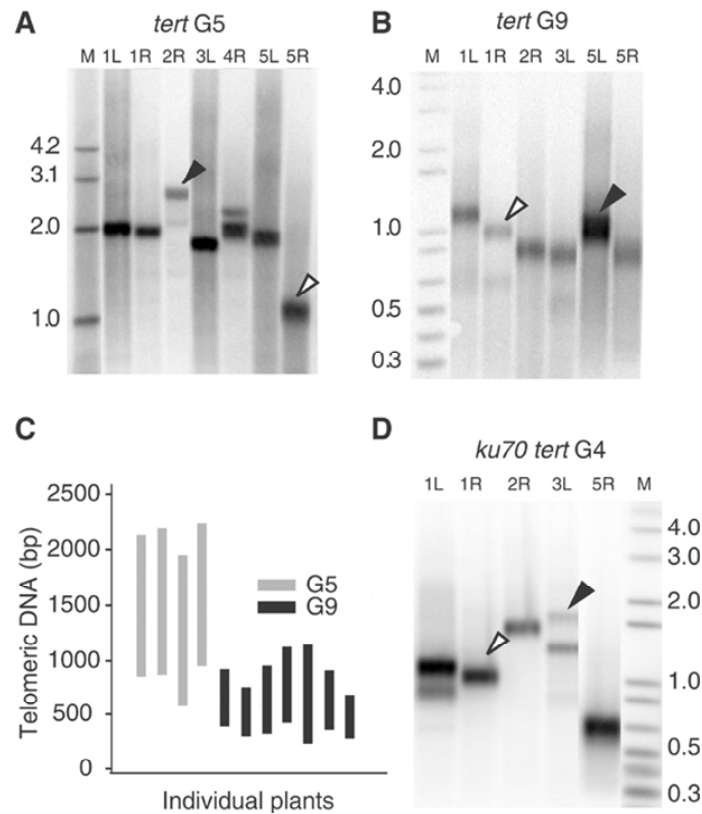 A
tert G5
M 1L 1R 2R 3L 4R 5L 5R
4.2
3.1
2.0
1.0
B
tert G9
M 1L 1R 2R 3L 5L 5R
4.0
2.0
1.0
0.5
0.3
C
Telomeric DNA (bp)
2500
2000
1500
1000
500
0
G5
G9
Individual plants
D
ku70 tert G4
1L 1R 2R 3L 5R M
4.0
3.0
2.0
1.0
0.5
0.3